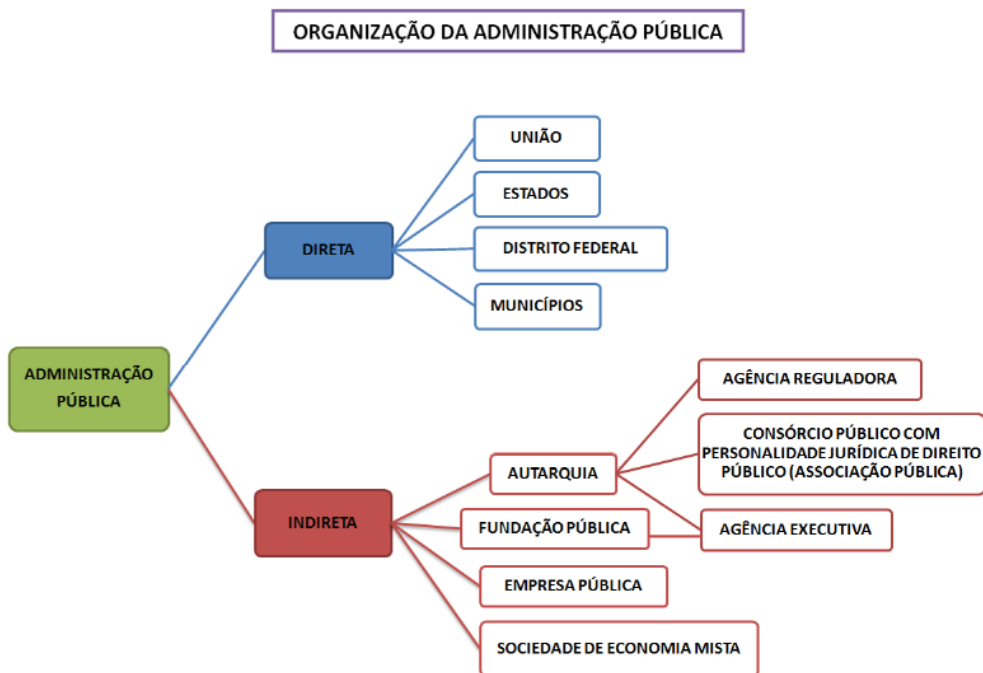 ORGANIZAÇÃO DA ADMINISTRAÇÃO PÚBLICA
UNIÃO
ESTADOS
DIRETA
DISTRITO FEDERAL
MUNICÍPIOS
ADMINISTRAÇÃO
PÚBLICA
AGÊNCIA REGULADORA
CONSÓRCIO PÚBLICO COM
PERSONALIDADE JURÍDICA DE DIREITO
PÚBLICO (ASSOCIAÇÃO PÚBLICA)
AUTARQUIA
INDIRETA
FUNDAÇÃO PÚBLICA
AGÊNCIA EXECUTIVA
EMPRESA PÚBLICA
SOCIEDADE DE ECONOMIA MISTA